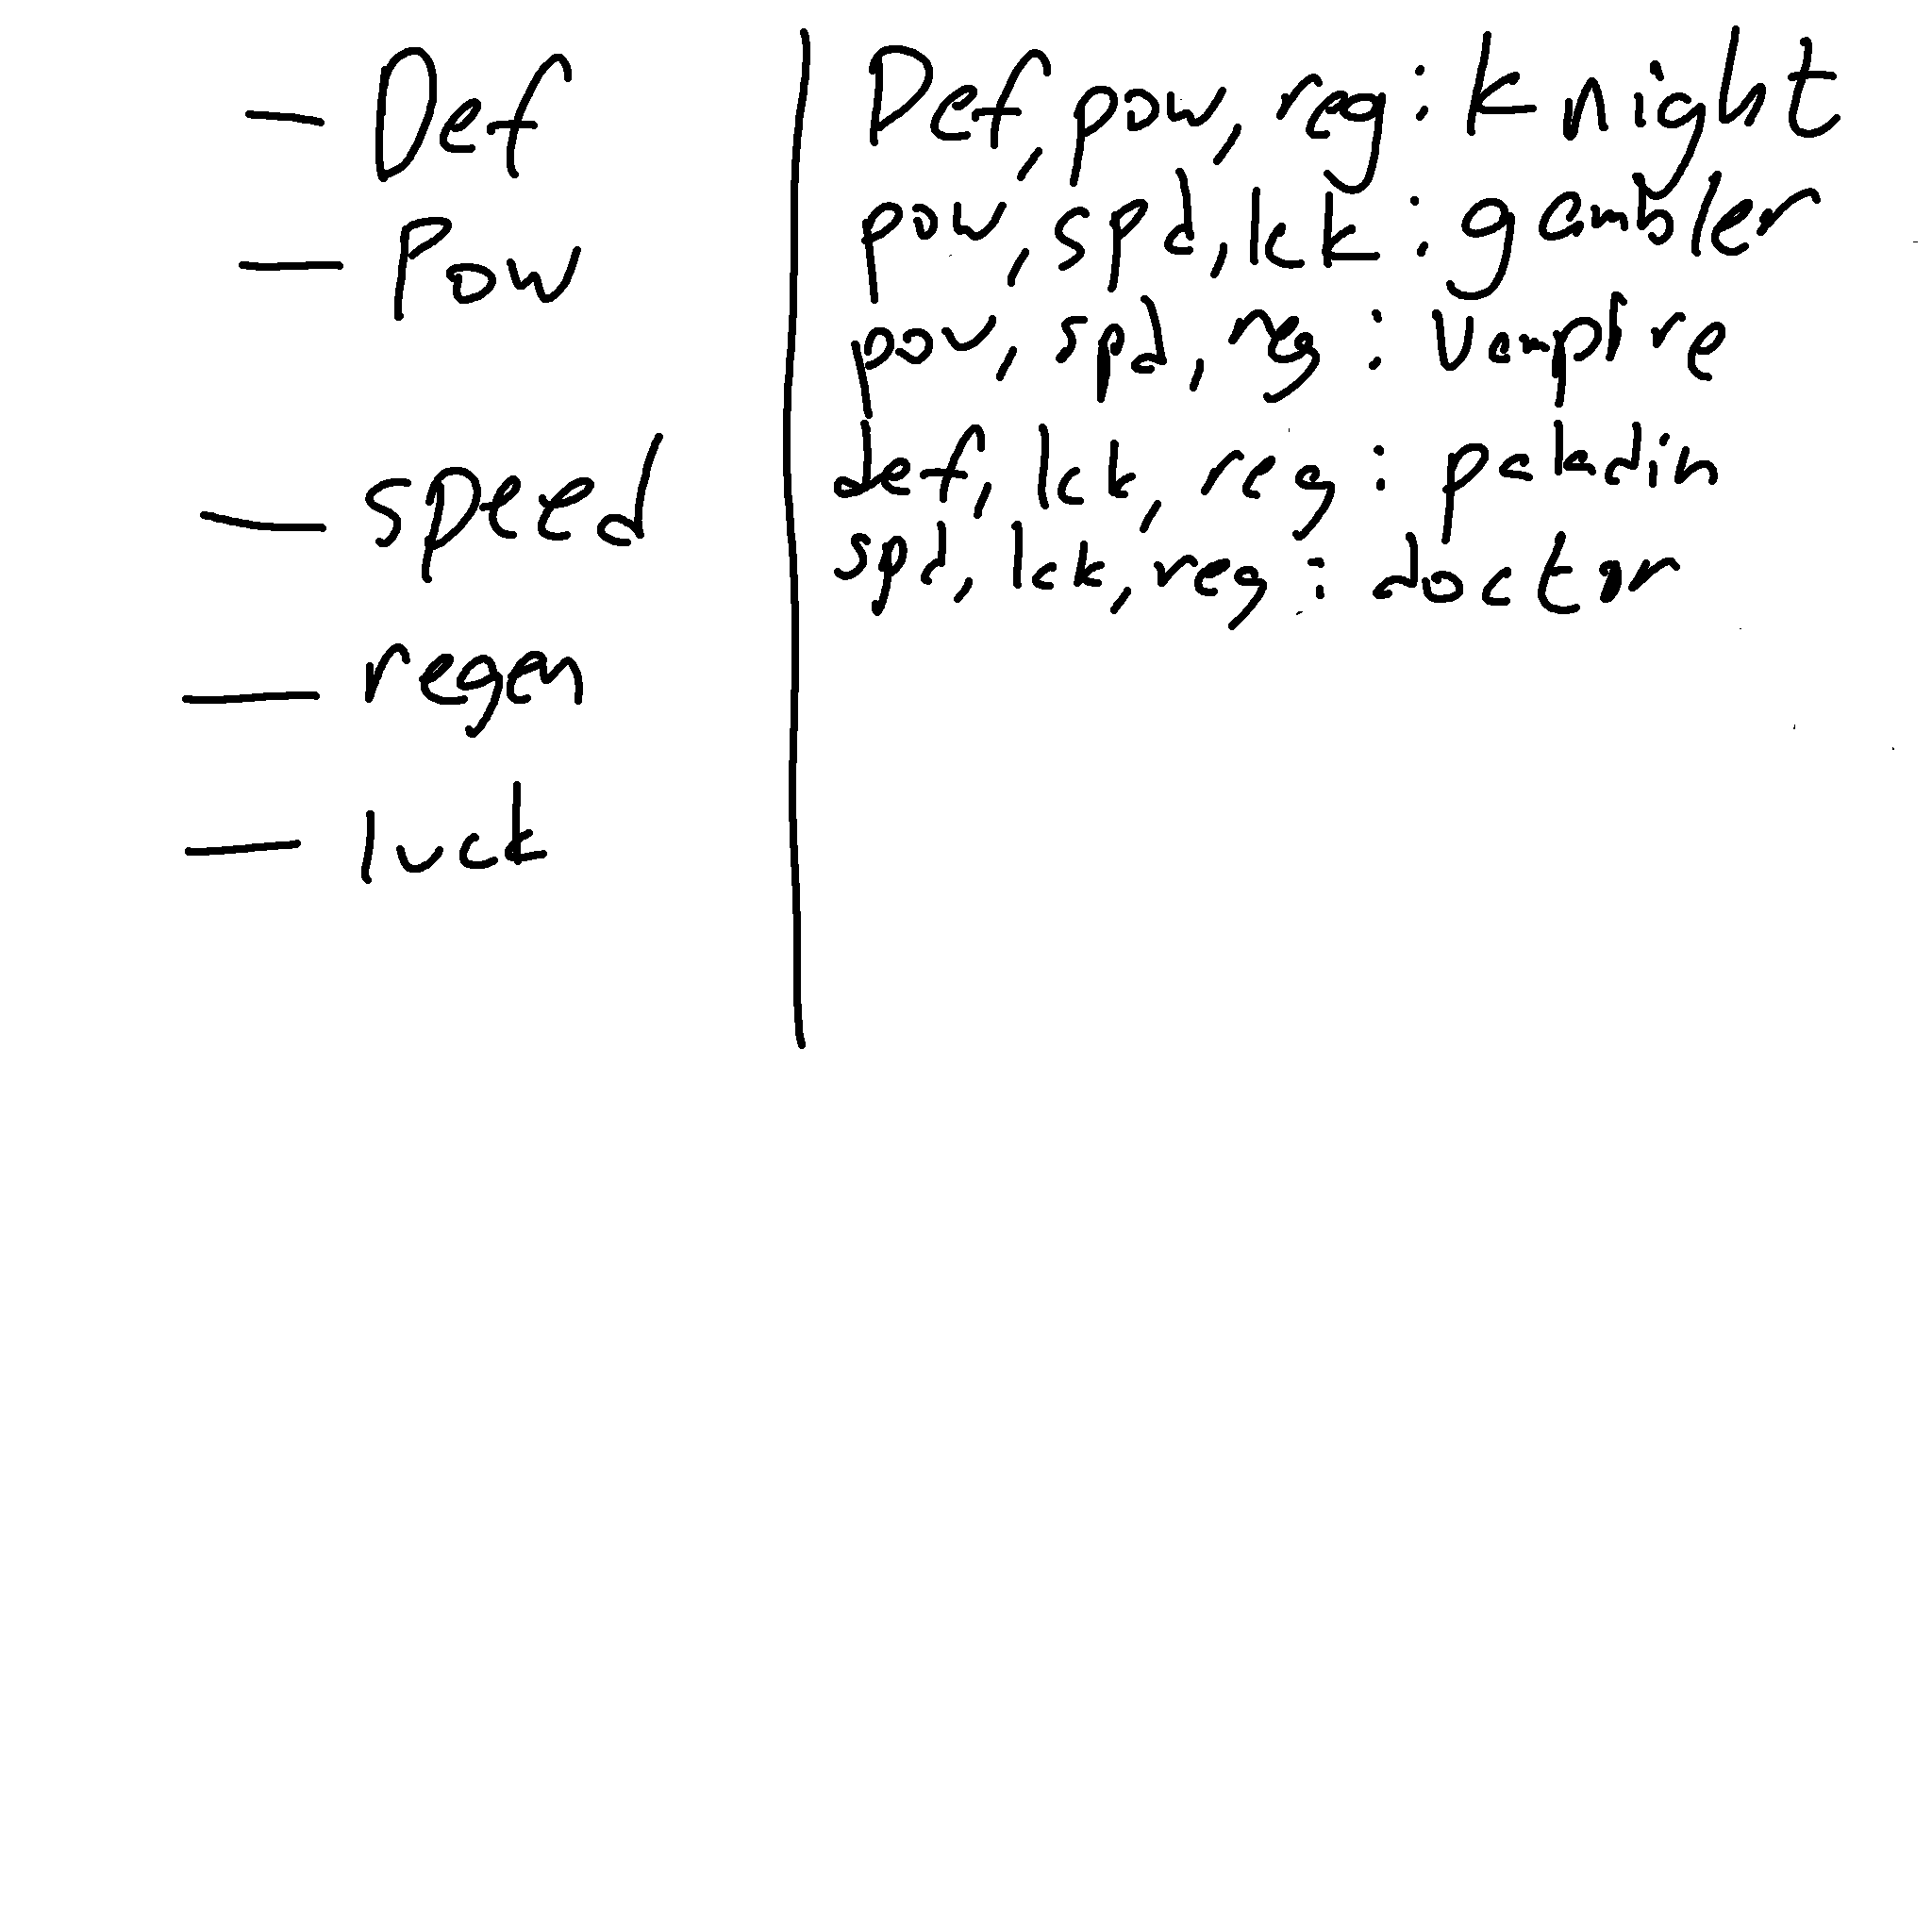 — Def
— Pow
— speed
— regen
— luck
Def, pow, reg : knight
pow, spd, lck : gambler
pow, spd, reg : Vampire
def, lck, reg : paladin
spd, lck, reg : doctor